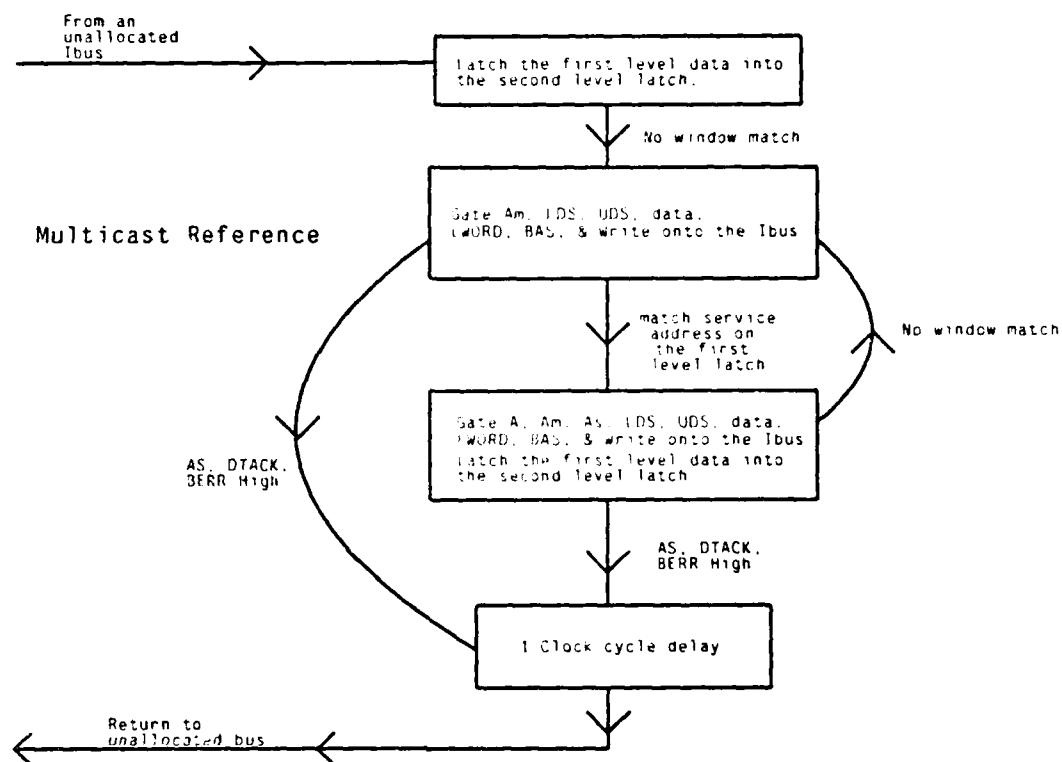 From an
unallocated
Ibus
Latch the first level data into
the second level latch.
No window match
Gate Am, LDS, UDS, data,
LWORD, BAS, & Write onto the Ibus
Multicast Reference
match service
address on
the first
level latch
No window match
Gate A, Am, As, LDS, UDS, data,
LWORD, BAS, & Write onto the Ibus
Latch the first level data into
the second level latch
AS, DTACK,
BERR High
AS, DTACK,
BERR High
1 Clock cycle delay
Return to
unallocated bus